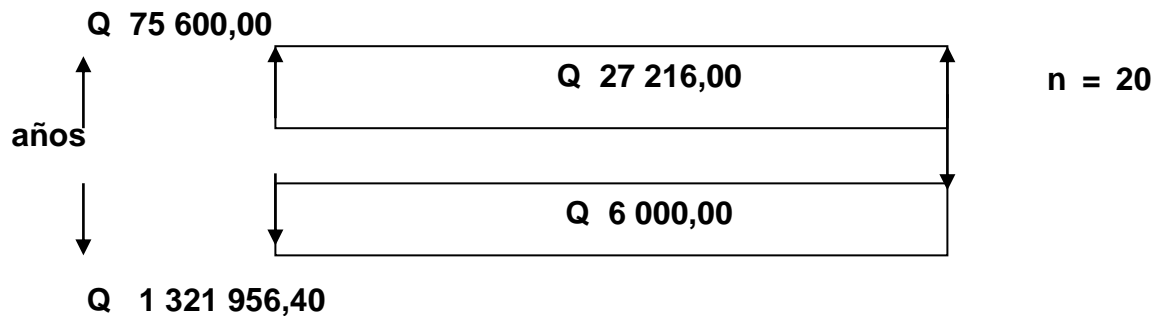 Q 75 600,00
Q 27 216,00
n = 20
años
Q 6 000,00
Q 1 321 956,40